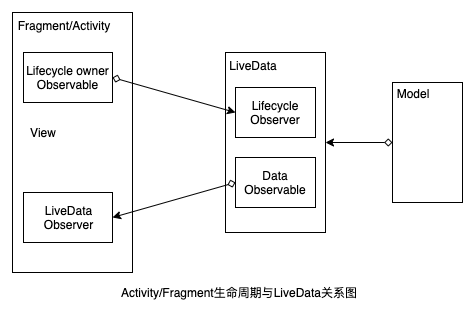 Fragment/Activity
Lifecycle owner
Observable
View
LiveData
Observer
LiveData
Lifecycle
Observer
Data
Observable
Model
Activity/Fragment生命周期与LiveData关系图